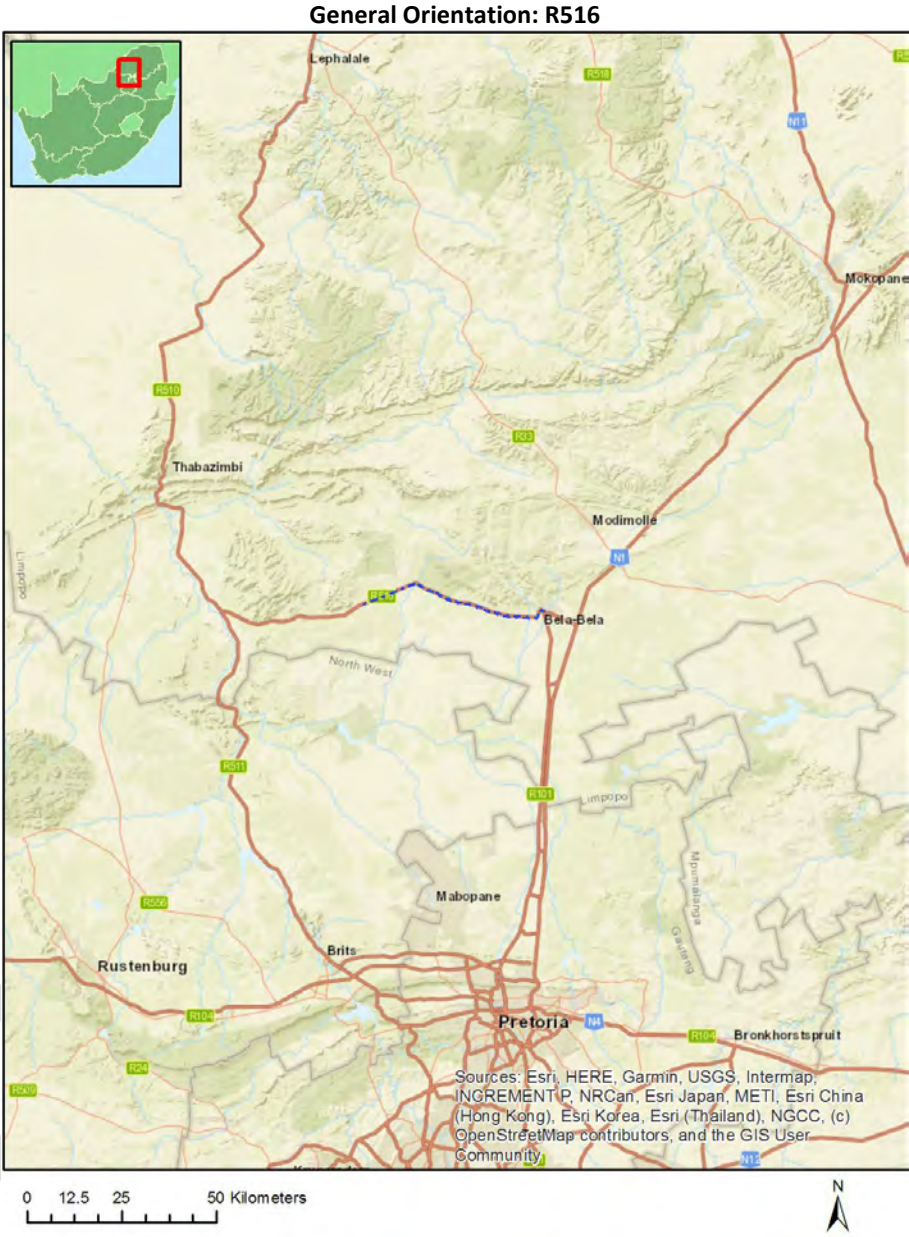 General Orientation: R516
Lephalale
R518
N11
Mokopane
R510
R33
Thabazimbi
Modimolle
N1
Limpopo
Bela-Bela
North West
R511
R101
Limpopo
Mpumalanga
Mabopane
R556
Gauteng
Brits
Rustenburg
R104
Pretoria
N4
R104
Bronkhorstspruit
R24
R509
Sources: Esri, HERE, Garmin, USGS, Intermap,
INCREMENT P, NRCan, Esri Japan, METI, Esri China
(Hong Kong), Esri Korea, Esri (Thailand), NGCC, (c)
OpenStreetMap contributors, and the GIS User
Community
N12
0 12.5 25 50 Kilometers
N